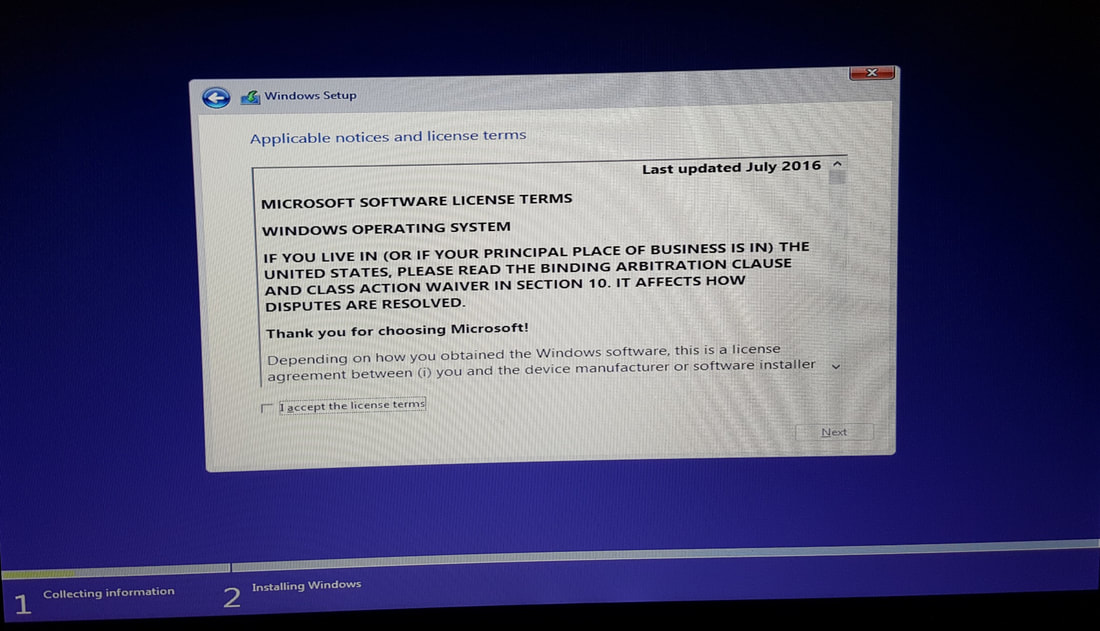 Windows Setup
Applicable notices and license terms
Last updated July 2016
MICROSOFT SOFTWARE LICENSE TERMS
WINDOWS OPERATING SYSTEM
IF YOU LIVE IN (OR IF YOUR PRINCIPAL PLACE OF BUSINESS IS IN) THE
UNITED STATES, PLEASE READ THE BINDING ARBITRATION CLAUSE
AND CLASS ACTION WAIVER IN SECTION 10. IT AFFECTS HOW
DISPUTES ARE RESOLVED.
Thank you for choosing Microsoft!
Depending on how you obtained the Windows software, this is a license
agreement between (i) you and the device manufacturer or software installer
I accept the license terms
Next
1 Collecting information
2 Installing Windows